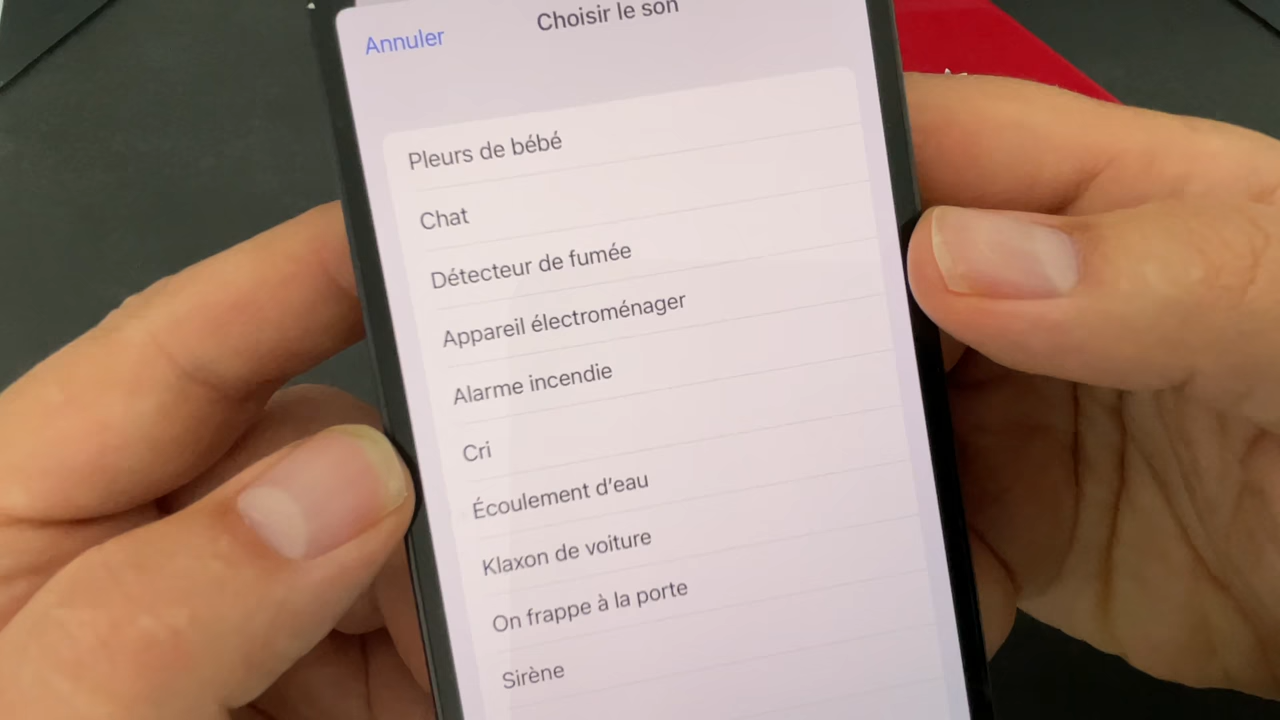 Choisir le son
Annuler
Pleurs de bébé
Chat
Détecteur de fumée
Appareil électroménager
Alarme incendie
Cri
Écoulement d’eau
Klaxon de voiture
On frappe à la porte
Sirène